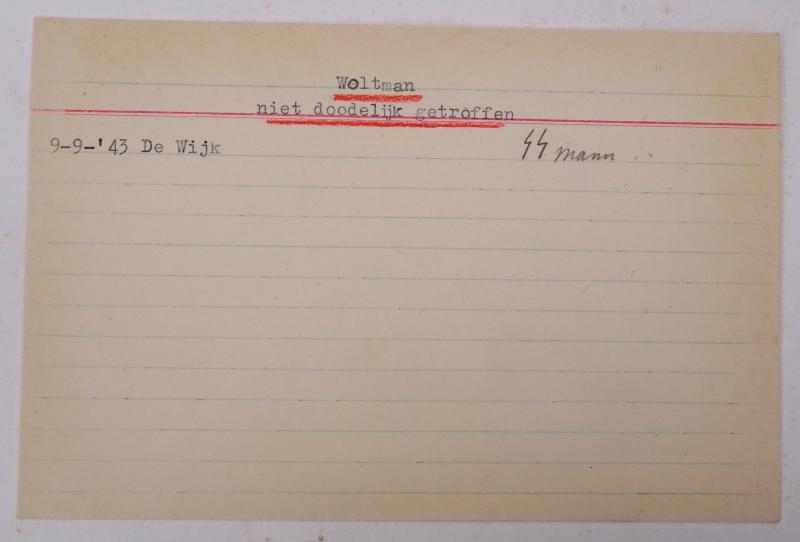 Woltman
niet doodelijk getroffen
9-9-'43 De Wijk
SS mann